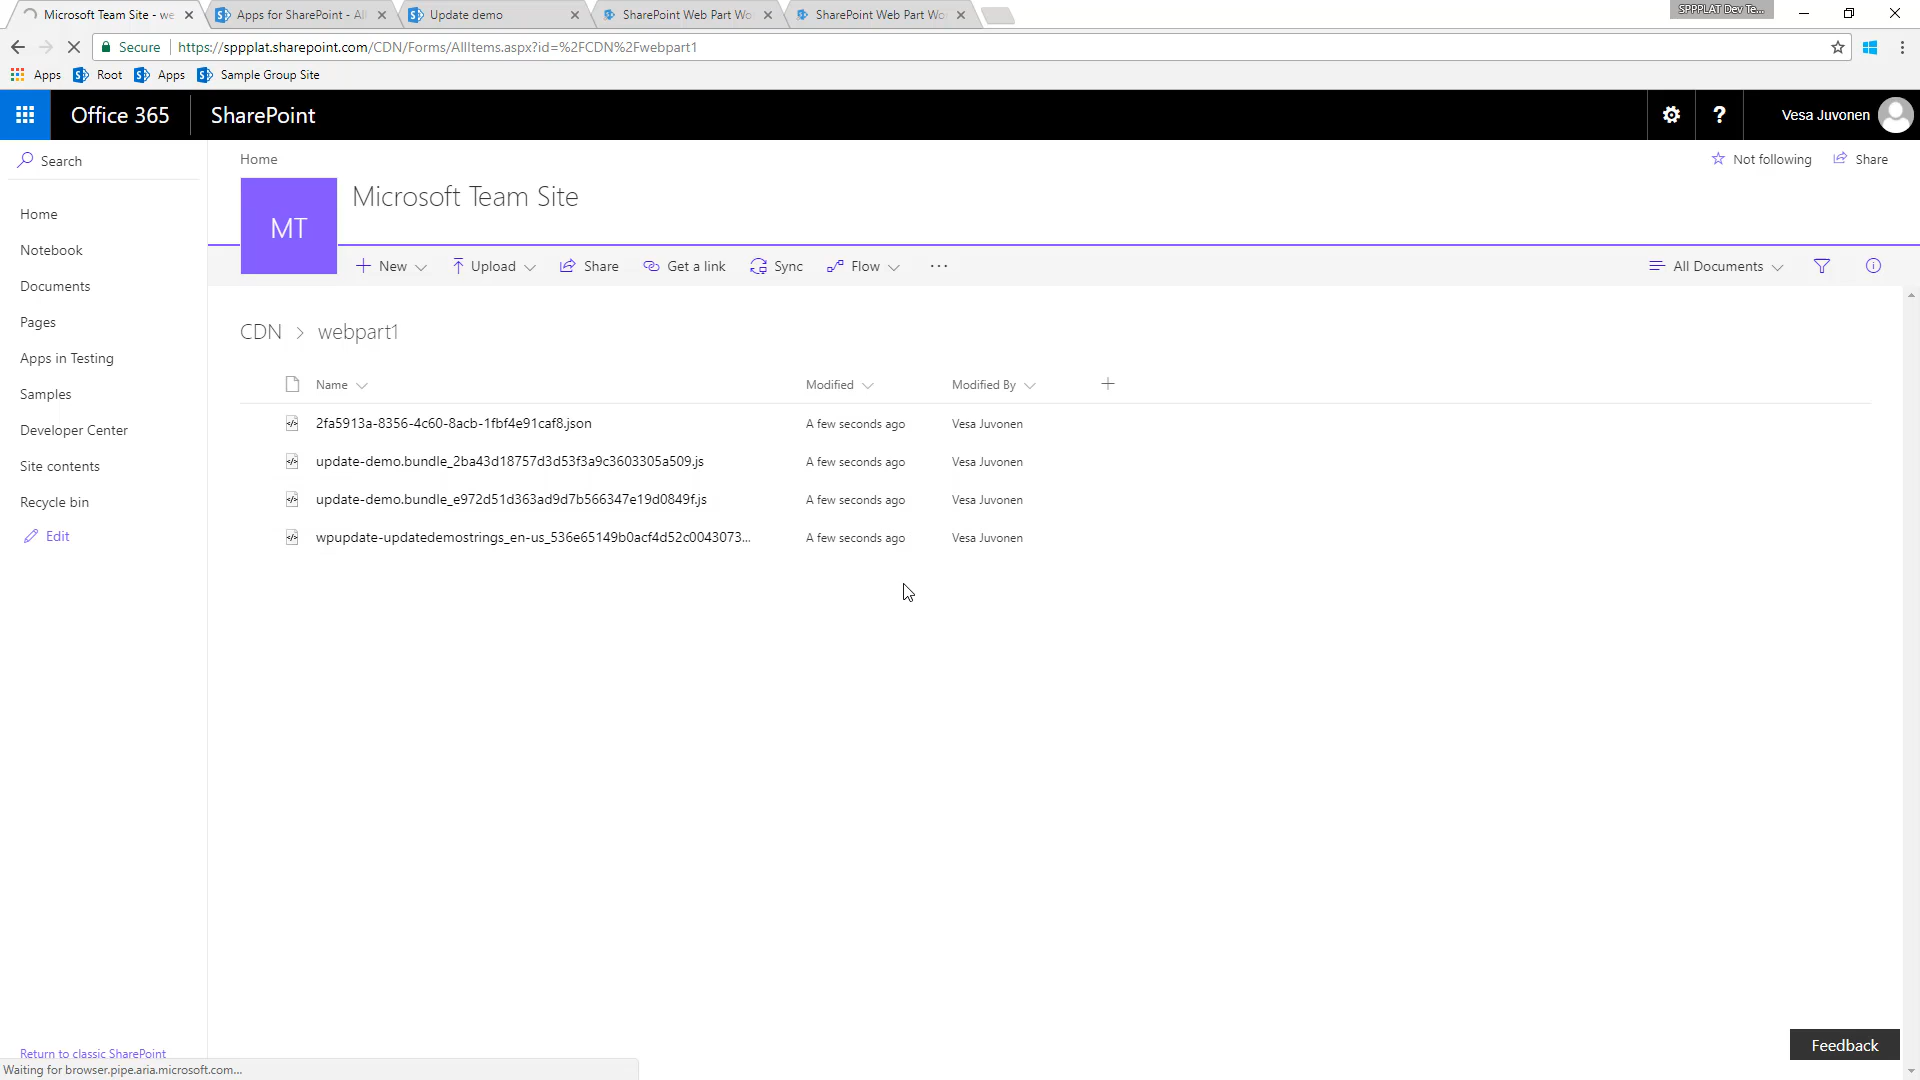 Microsoft Team Site - we
Apps for SharePoint - Al
Update demo
SharePoint Web Part Wo
SharePoint Web Part Wo
SPPPLAT Dev Te...
Secure
https://sppplat.sharepoint.com/CDN/Forms/AllItems.aspx?id=%2FCDN%2Fwebpart1
Apps
Root
Apps
Sample Group Site
Office 365
SharePoint
?
Vesa Juvonen
Search
Home
Not following
Share
MT
Microsoft Team Site
Home
Notebook
Documents
Pages
Apps in Testing
Samples
Developer Center
Site contents
Recycle bin
Edit
New
Upload
Share
Get a link
Sync
Flow
...
All Documents
CDN > webpart1
Name
Modified
Modified By
2fa5913a-8356-4c60-8acb-1fbf4e91caf8.json A few seconds ago Vesa Juvonen
update-demo.bundle_2ba43d18757d3d53f3a9c3603305a509.js A few seconds ago Vesa Juvonen
update-demo.bundle_e972d51d363ad9d7b566347e19d0849f.js A few seconds ago Vesa Juvonen
wpupdate-updatedemostrings_en-us_536e65149b0acf4d52c0043073... A few seconds ago Vesa Juvonen
Return to classic SharePoint
Feedback
Waiting for browser.pipe.aria.microsoft.com...